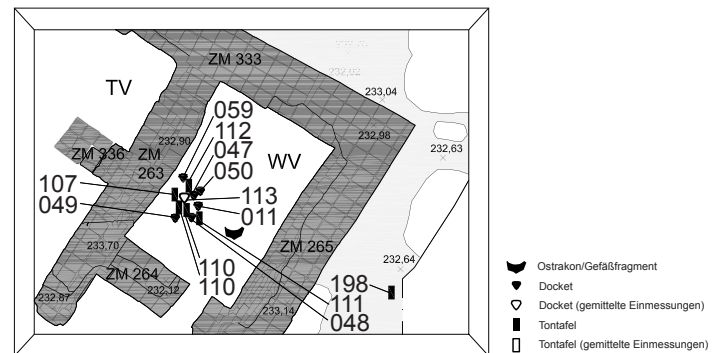 ZM 333
TV
232,02
233,04
059
112
232,90
232,98
047
WV
232,63
ZM 336
ZM
263
050
107
113
049
011
233,70
ZM 265
232,64
110
198
ZM 264
110
111
232,87
232,12
048
233,14
Ostrakon/Gefäßfragment
Docket
Docket (gemittelte Einmessungen)
Tontafel
Tontafel (gemittelte Einmessungen)